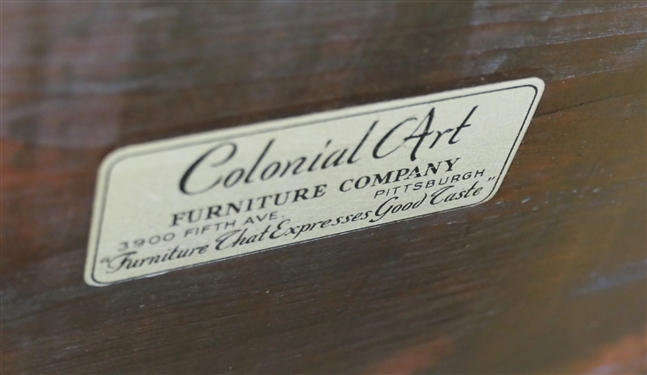 Colonial Art
FURNITURE COMPANY
3900 FIFTH AVE. PITTSBURGH
"Furniture That Expresses Good Taste"